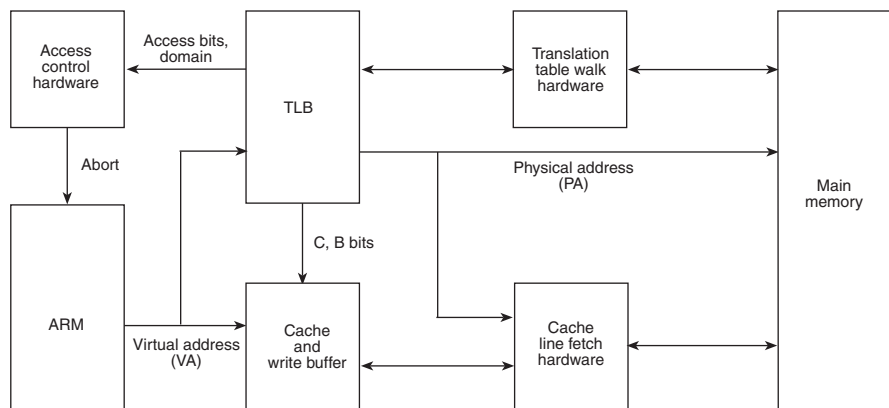 Access
control
hardware
Access bits,
domain
TLB
Translation
table walk
hardware
Main
memory
Abort
Physical address
(PA)
C, B bits
ARM
Virtual address
(VA)
Cache
and
write buffer
Cache
line fetch
hardware